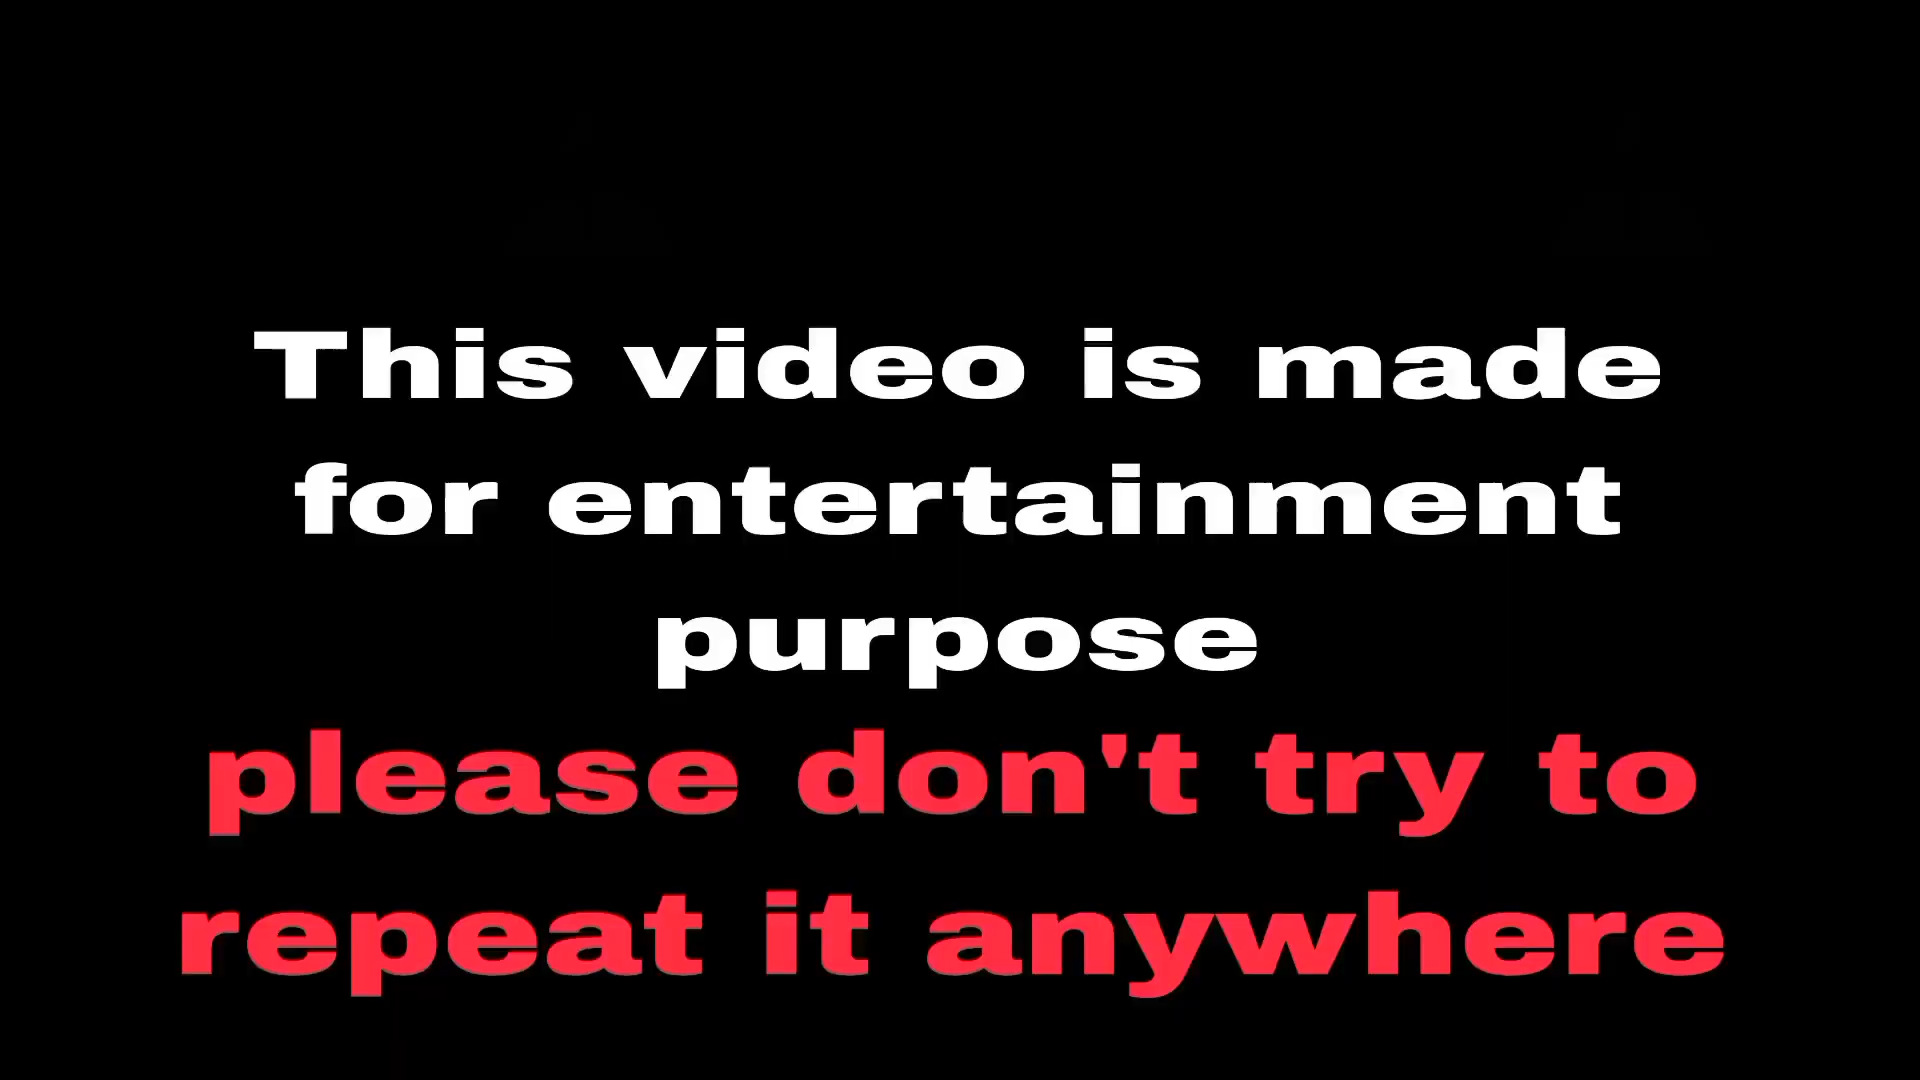 This video is made
for entertainment
purpose
please don't try to
repeat it anywhere